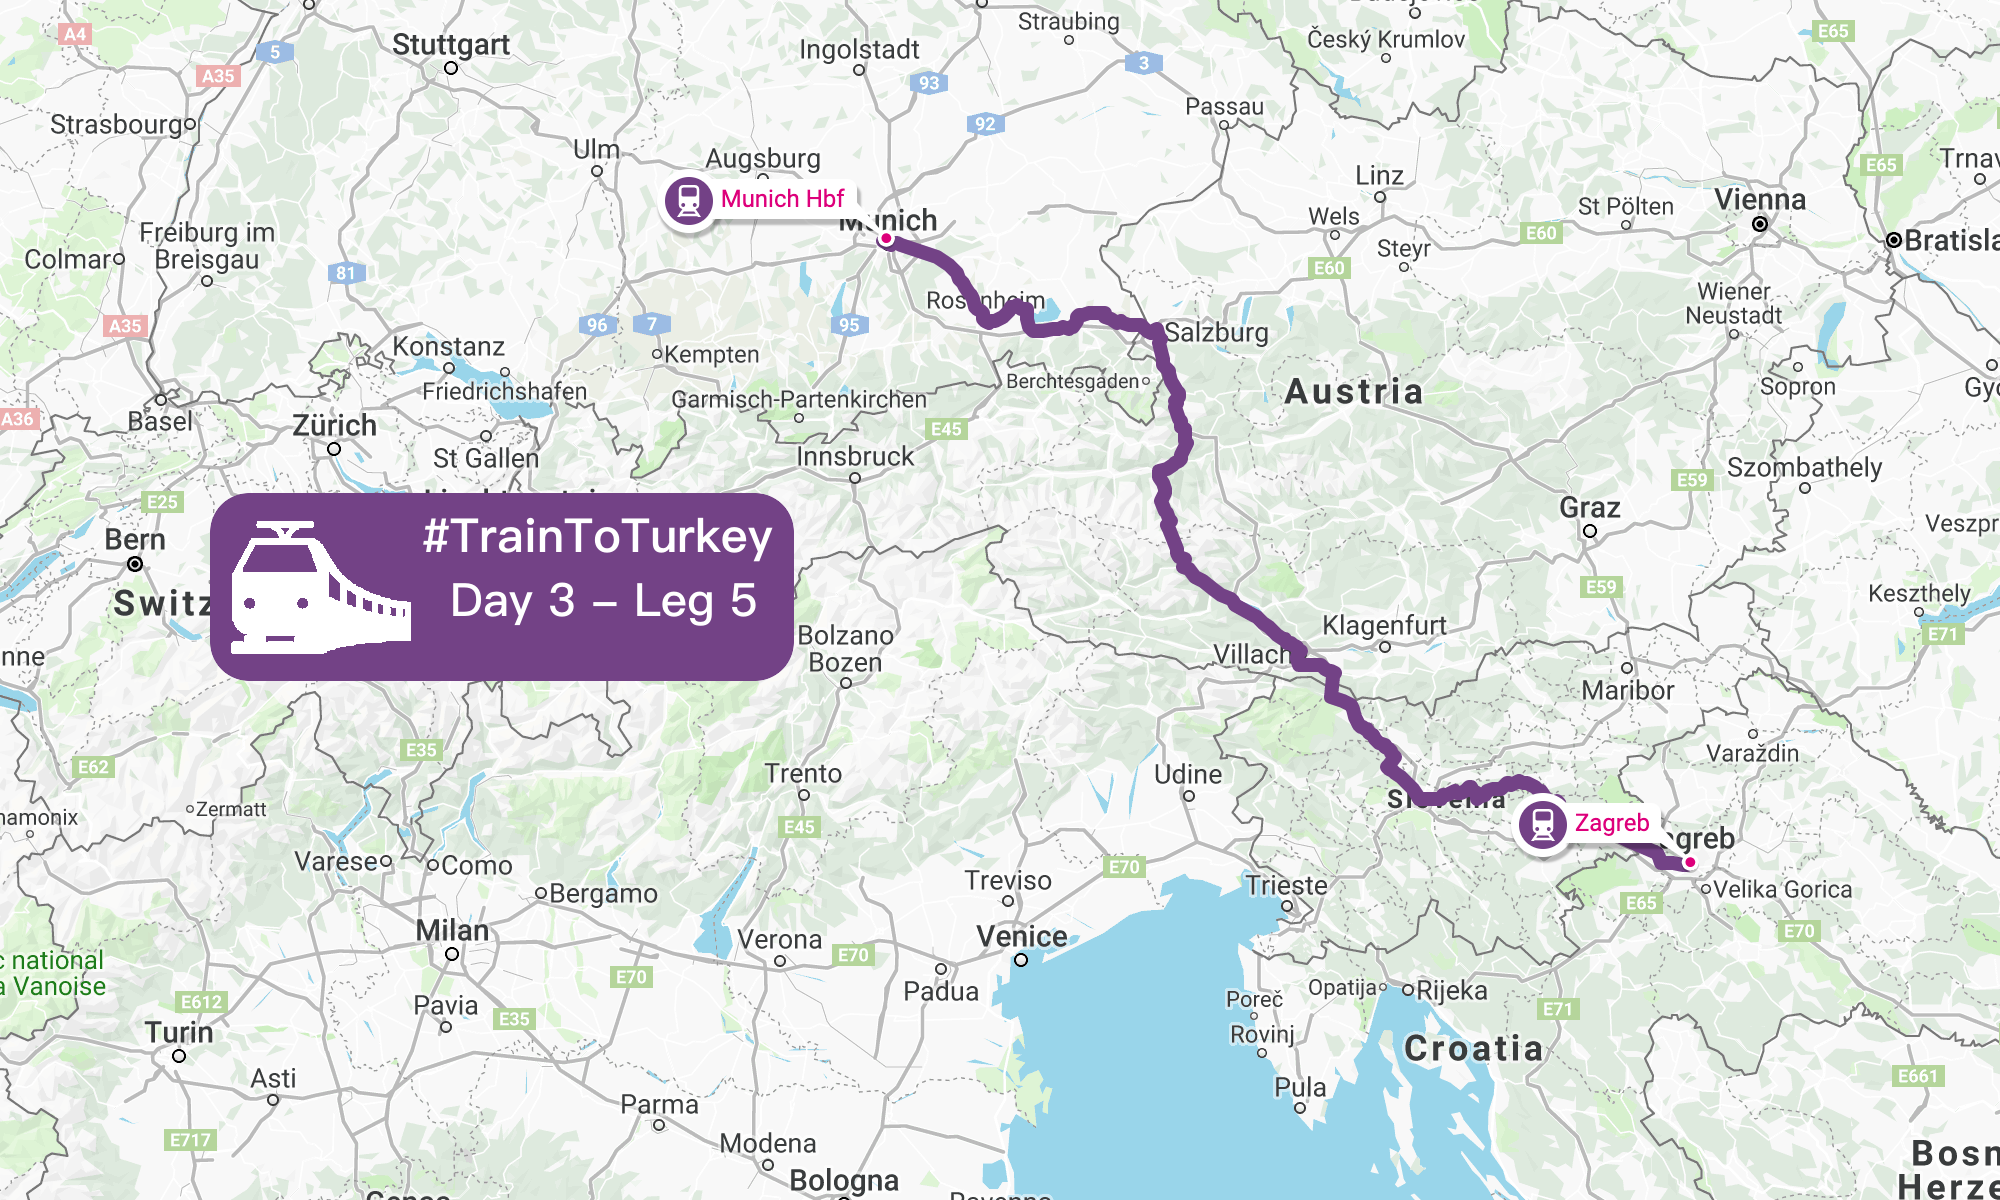 A4
5
Stuttgart
Ingolstadt
Straubing
Český Krumlov
E65
A35
93
3
Strasbourg
92
Passau
Ulm
Augsburg
Linz
E65
Munich Hbf
Munich
Wels
St Pölten
Vienna
E60
Freiburg im
Breisgau
Colmar
81
Steyr
E60
Bratisla
Rosenheim
Wiener
Neustadt
A35
96
7
95
Salzburg
Konstanz
Kempten
Berchtesgaden
Friedrichshafen
Garmisch-Partenkirchen
Austria
Sopron
A36
Basel
Zürich
E45
St Gallen
Innsbruck
Szombathely
E59
E25
Graz
Bern
#TrainToTurkey
Day 3 – Leg 5
Switz
Veszpr
E59
Keszthely
E71
Klagenfurt
Bolzano
Bozen
Villach
nne
Maribor
E35
E62
Varaždin
Trento
Udine
Slovenia
Zermatt
amonix
E45
Zagreb
agreb
Varese
Como
E70
Treviso
Trieste
Velika Gorica
Bergamo
E65
Milan
Verona
E70
Venice
E70
c national
a Vanoise
E70
Padua
Opatija
Rijeka
Poreč
Rovinj
E612
Pavia
E35
E71
Turin
Croatia
Asti
Pula
E661
Parma
E717
Modena
Bologna
Bosn
Herze